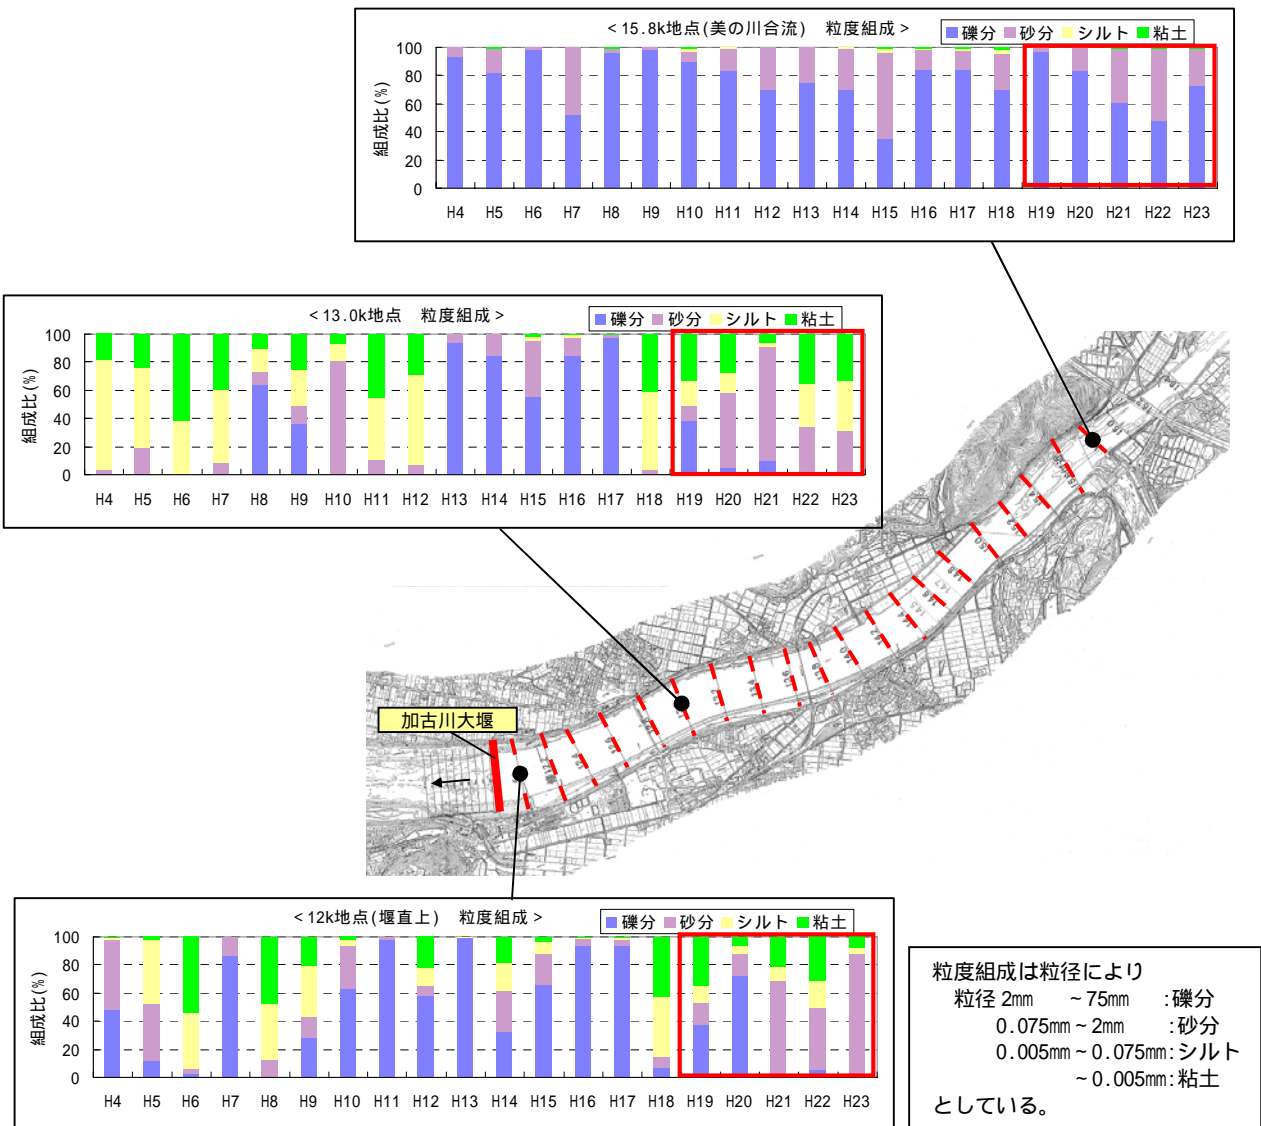 <15.8k地点(美の川合流) 粒度組成>
礫分 砂分 シルト 粘土
組成比(%)
100
80
60
40
20
0
H4 H5 H6 H7 H8 H9 H10 H11 H12 H13 H14 H15 H16 H17 H18 H19 H20 H21 H22 H23
<13.0k地点 粒度組成>
礫分 砂分 シルト 粘土
組成比(%)
100
80
60
40
20
0
H4 H5 H6 H7 H8 H9 H10 H11 H12 H13 H14 H15 H16 H17 H18 H19 H20 H21 H22 H23
加古川大堰
<12k地点(堰直上) 粒度組成>
礫分 砂分 シルト 粘土
組成比(%)
100
80
60
40
20
0
H4 H5 H6 H7 H8 H9 H10 H11 H12 H13 H14 H15 H16 H17 H18 H19 H20 H21 H22 H23
粒度組成は粒径により
粒径 2mm ~75mm :礫分
0.075mm~2mm :砂分
0.005mm~0.075mm:シルト
~0.005mm:粘土
としている。